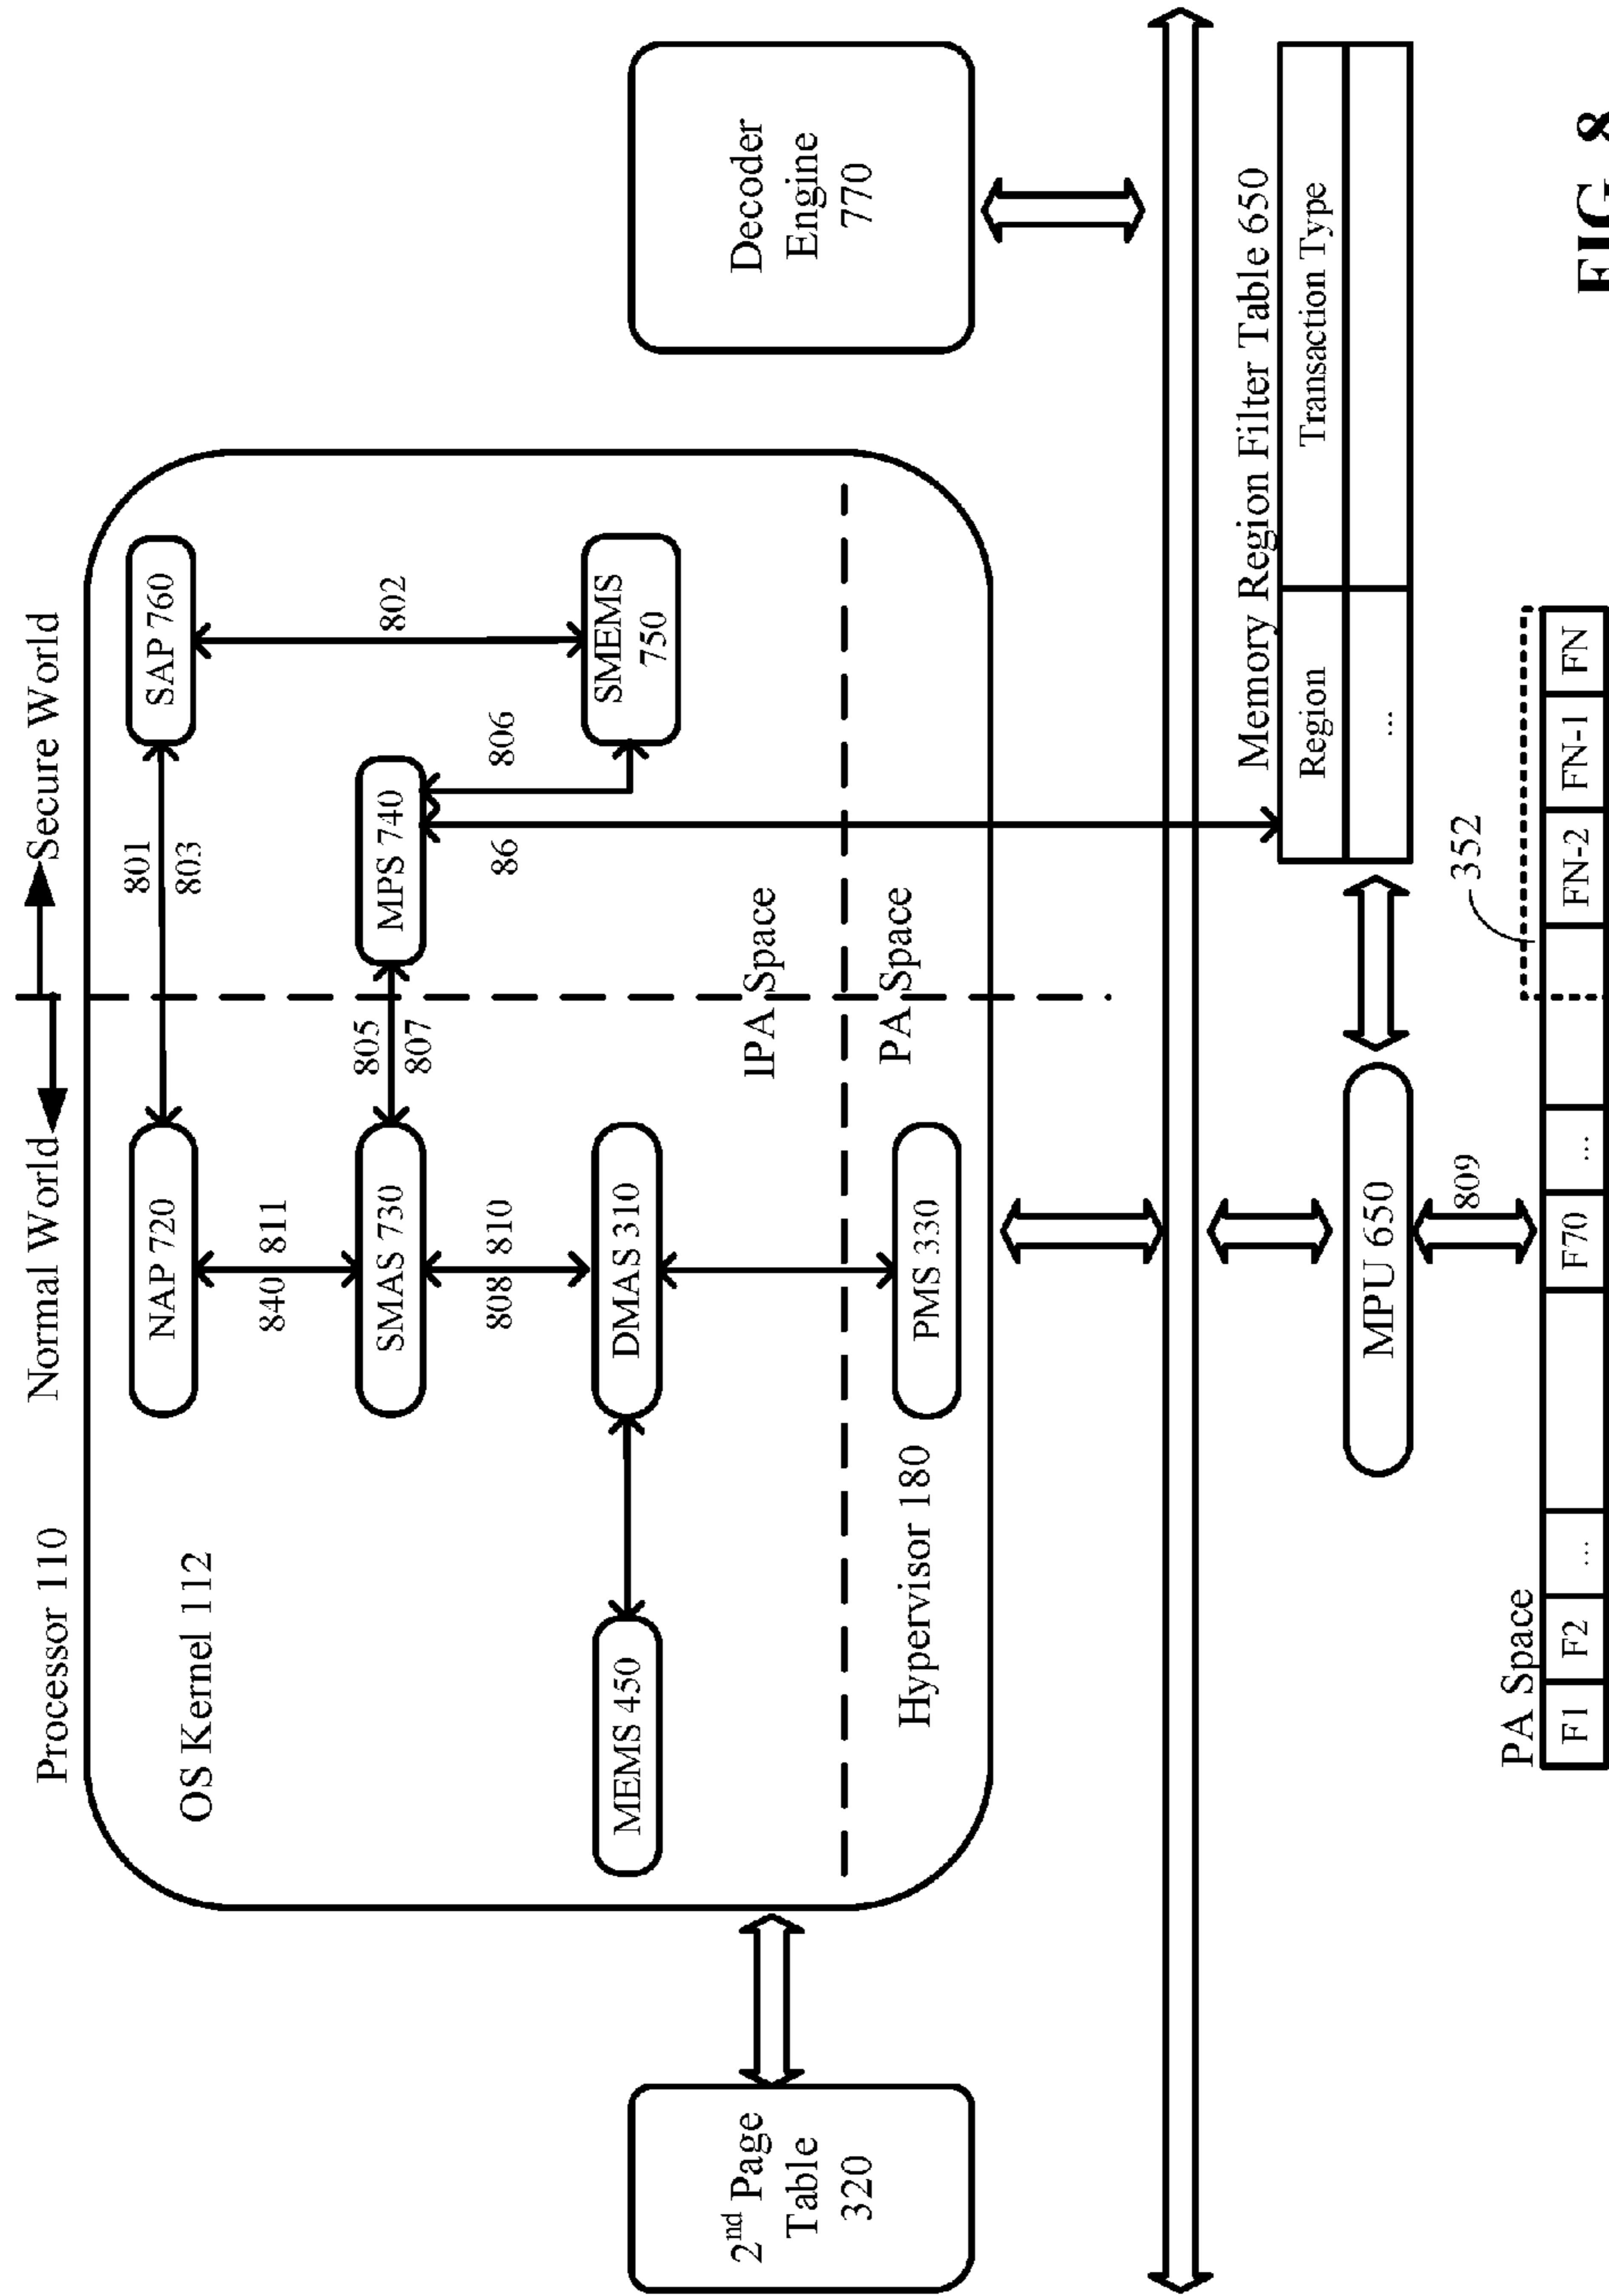 Normal World
Secure World
Processor 110
OS Kernel 112
NAP 720
801
803
SAP 760
840
811
802
SMAS 730
805
807
MPS 740
808
810
86
806
SMEMS
750
MEMS 450
DMAS 310
IPA Space
PA Space
Hypervisor 180
PMS 330
2nd Page
Table
320
Decoder
Engine
770
Memory Region Filter Table 650
Region
Transaction Type
...
MPU 650
809
352
PA Space
F1
F2
...
F70
...
FN-2
FN-1
FN
FIG. 8